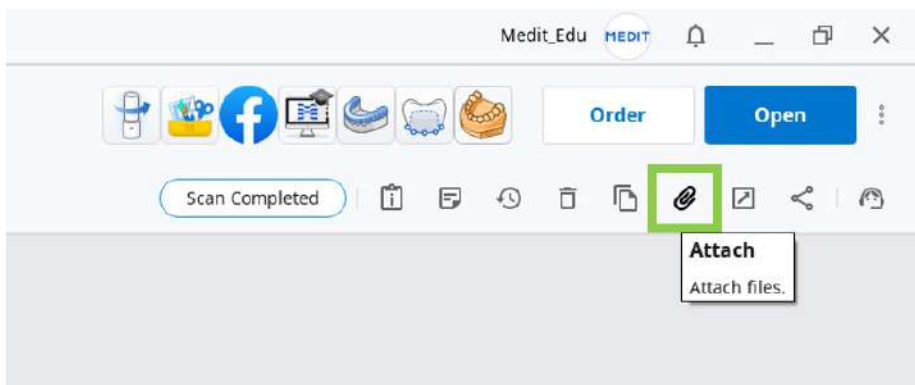 Medit_Edu MEDIT
Order Open
Scan Completed
Attach
Attach files.